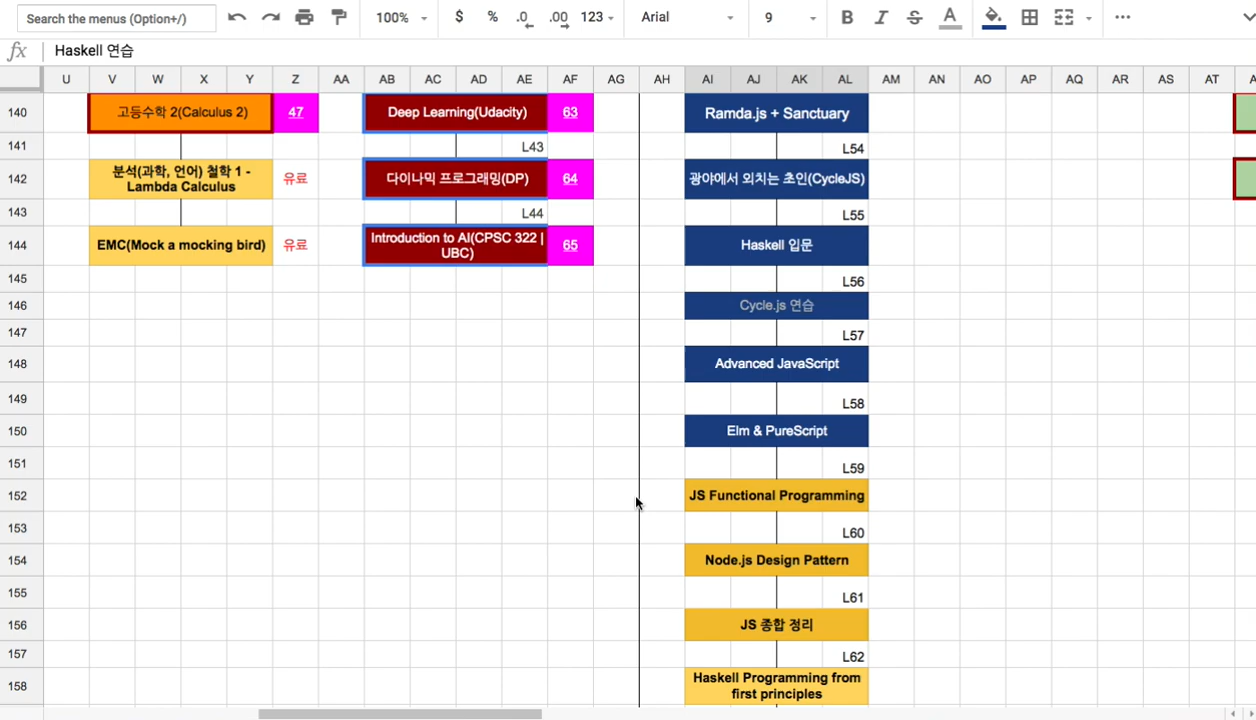 Search the menus (Option+/)
100%
$ % .0 .00 123
Arial
9
B I S A
fx Haskell 연습
U V W X Y Z AA AB AC AD AE AF AG AH AI AJ AK AL AM AN AO AP AQ AR AS AT
140 고등수학 2(Calculus 2) 47 Deep Learning(Udacity) 63 Ramda.js + Sanctuary
141 L43 L54
142 분석(과학, 언어) 철학 1 -
Lambda Calculus 유료 다이나믹 프로그래밍(DP) 64 광야에서 외치는 초인(CycleJS)
143 L44 L55
144 EMC(Mock a mocking bird) 유료 Introduction to AI(CPSC 322 |
UBC) 65 Haskell 입문
145 L56
146 Cycle.js 연습
147 L57
148 Advanced JavaScript
149 L58
150 Elm & PureScript
151 L59
152 JS Functional Programming
153 L60
154 Node.js Design Pattern
155 L61
156 JS 종합 정리
157 L62
158 Haskell Programming from
first principles